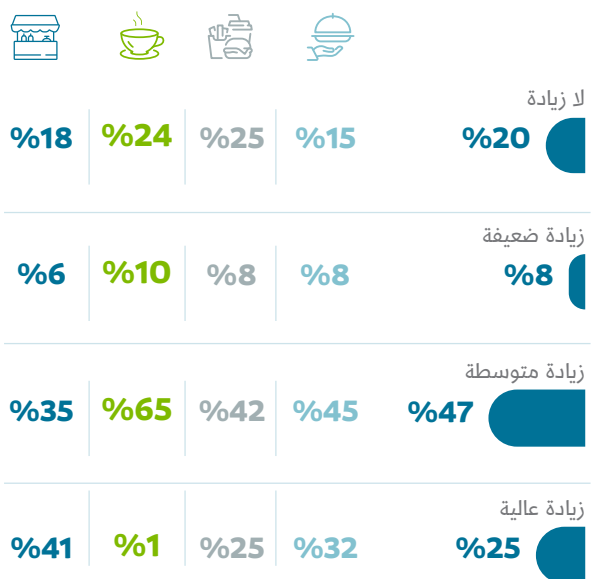 لا زيادة
%20 %15 %25 %24 %18
زيادة ضعيفة
%8 %8 %8 %10 %6
زيادة متوسطة
%47 %45 %42 %65 %35
زيادة عالية
%25 %32 %25 %1 %41